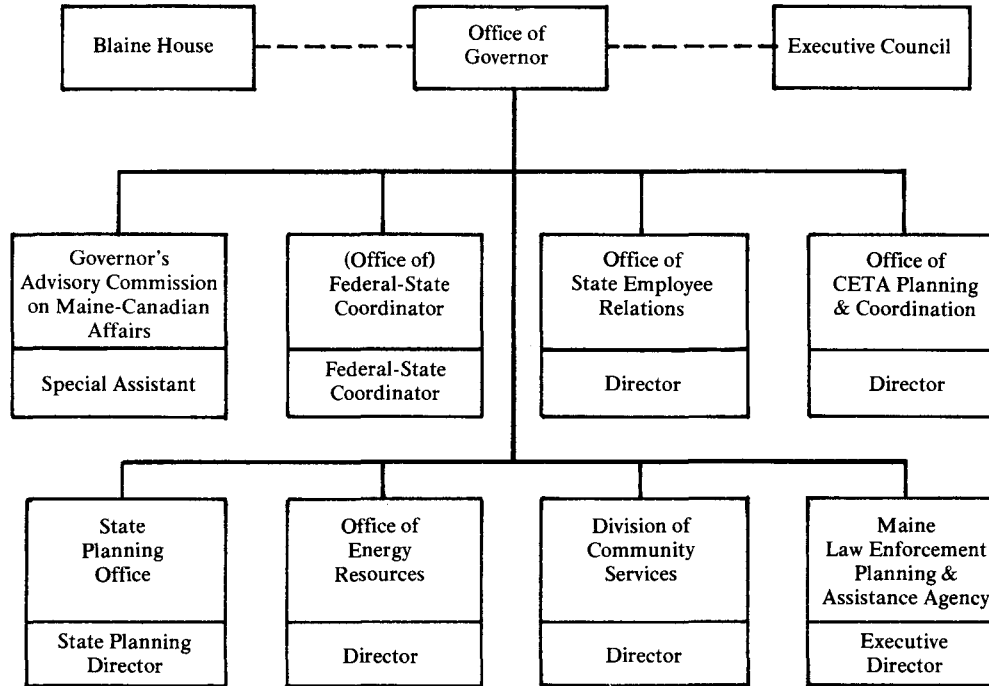 Blaine House
Office of
Governor
Executive Council
Governor's
Advisory Commission
on Maine-Canadian
Affairs
Special Assistant
(Office of)
Federal-State
Coordinator
Federal-State
Coordinator
Office of
State Employee
Relations
Director
Office of
CETA Planning
& Coordination
Director
State
Planning
Office
State Planning
Director
Office of
Energy
Resources
Director
Division of
Community
Services
Director
Maine
Law Enforcement
Planning &
Assistance Agency
Executive
Director